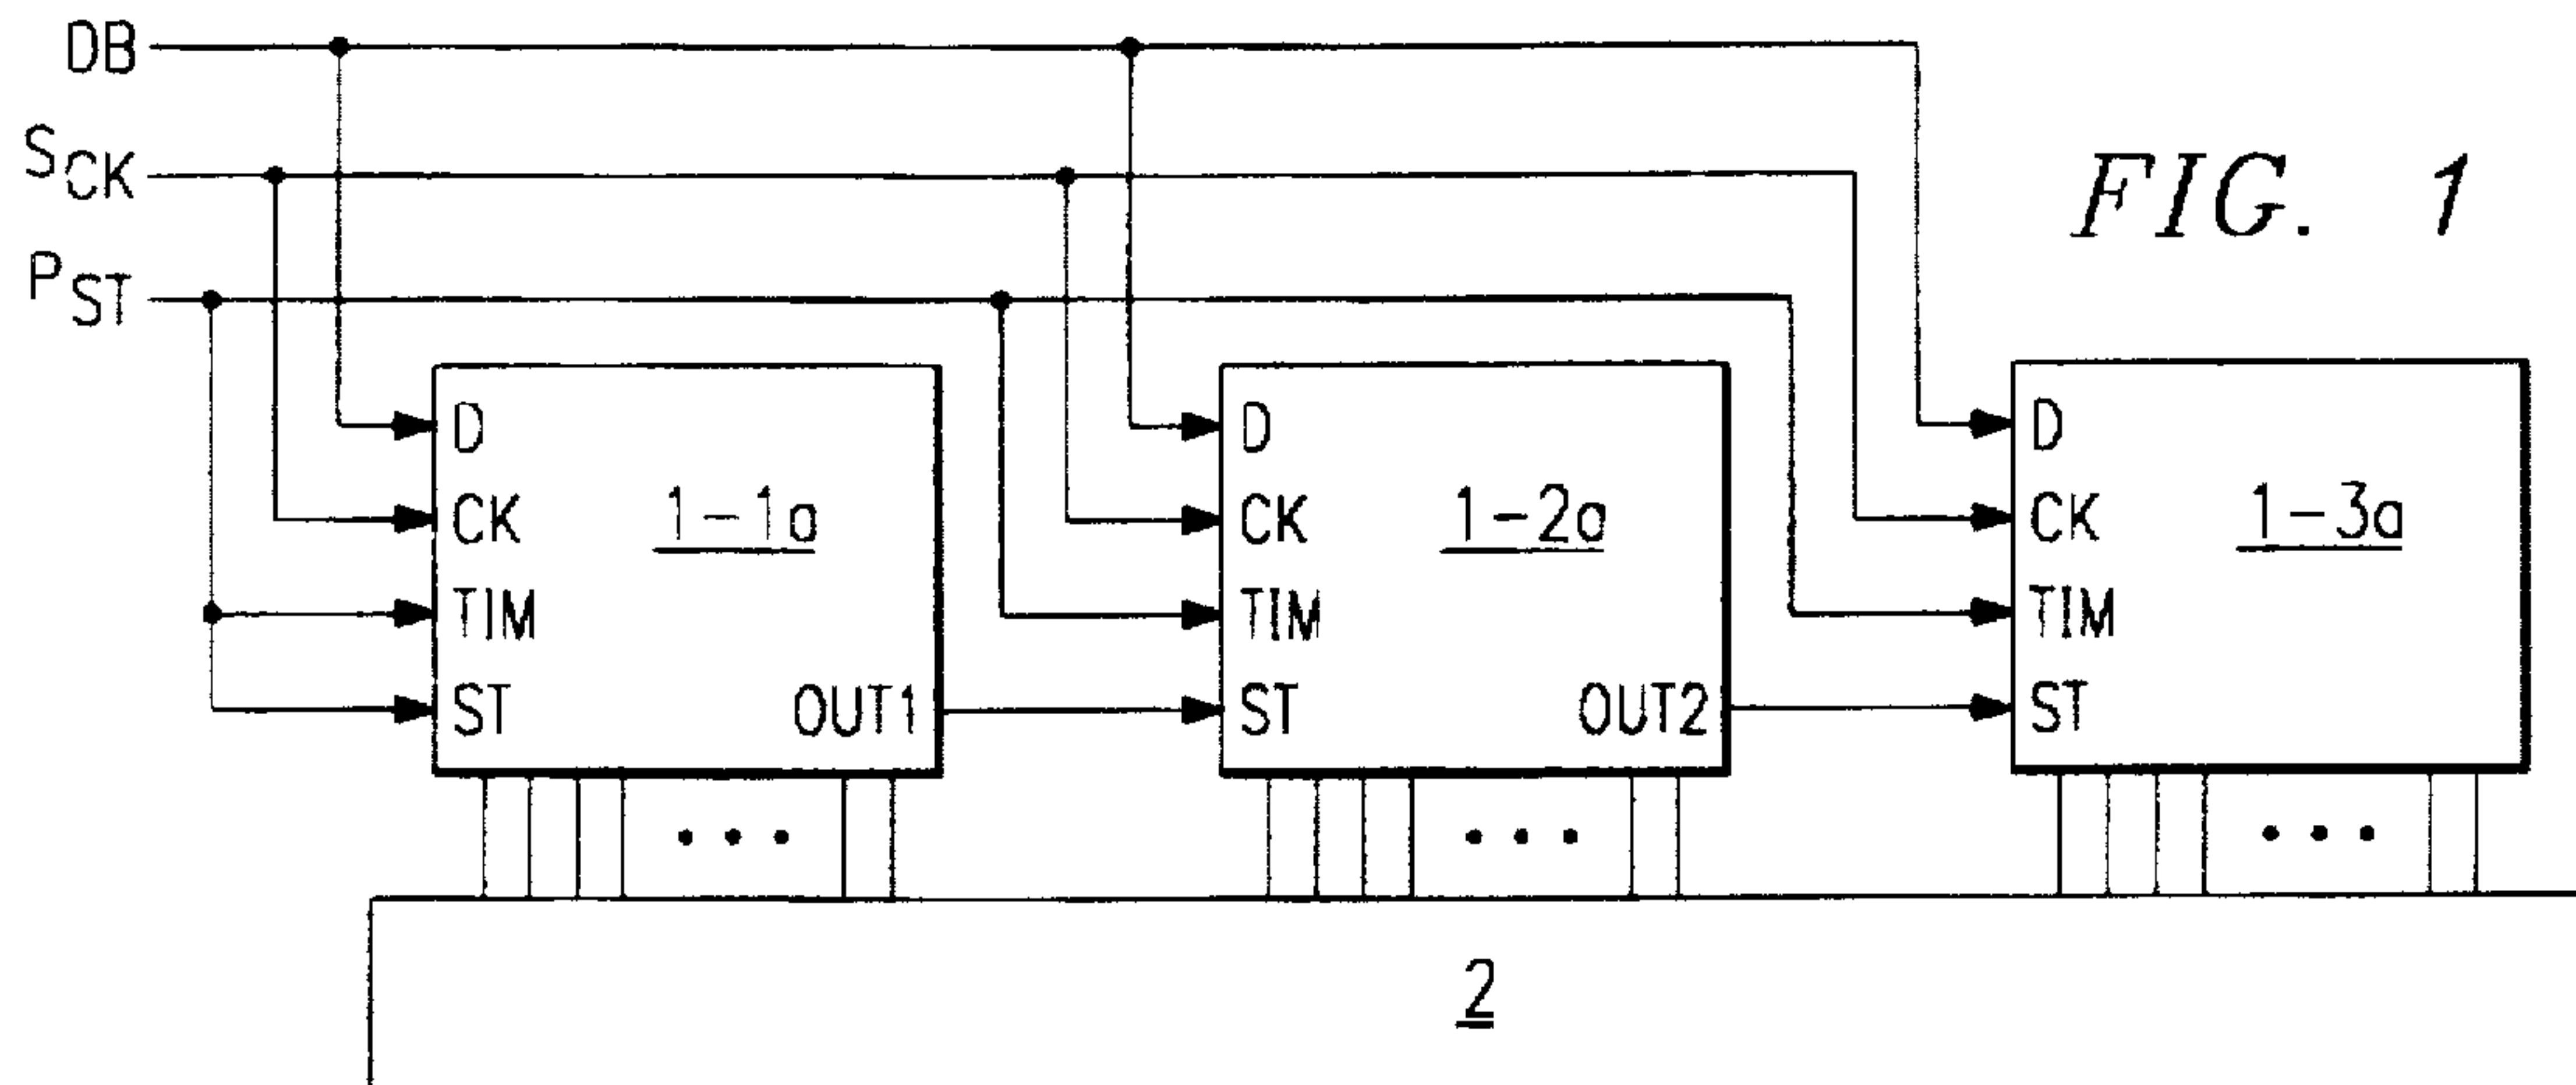 DB
SCK
PST
FIG. 1
D
CK
TIM
ST
1-1a
OUT1
D
CK
TIM
ST
1-2a
OUT2
D
CK
TIM
ST
1-3a
2